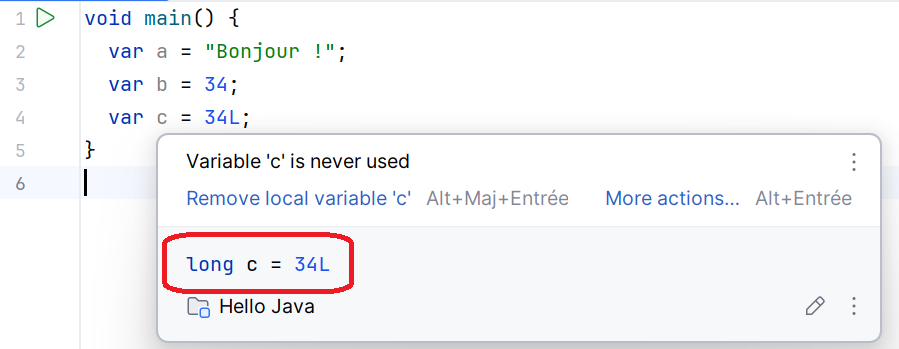 1 void main() {
2 var a = "Bonjour !";
3 var b = 34;
4 var c = 34L;
5 }
6
Variable 'c' is never used
Remove local variable 'c' Alt+Maj+Entrée More actions... Alt+Entrée
long c = 34L
Hello Java